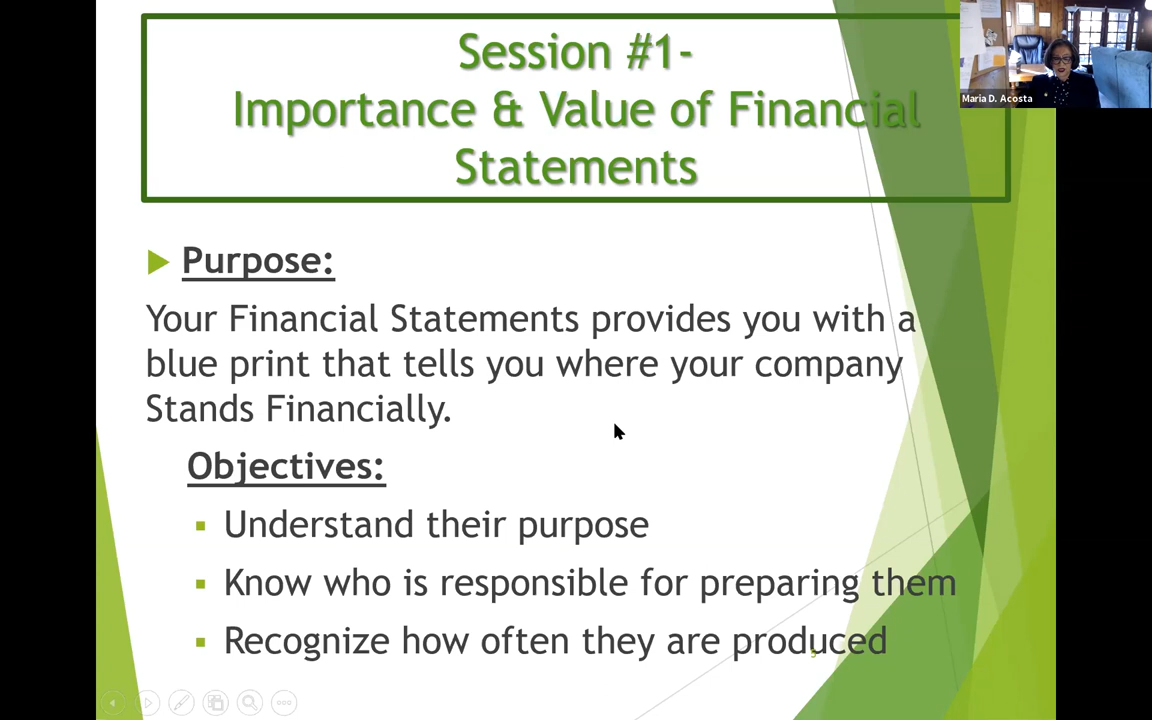 Session #1-
Importance & Value of Financial
Statements
Maria D. Acosta
Purpose:
Your Financial Statements provides you with a
blue print that tells you where your company
Stands Financially.
Objectives:
Understand their purpose
Know who is responsible for preparing them
Recognize how often they are produced